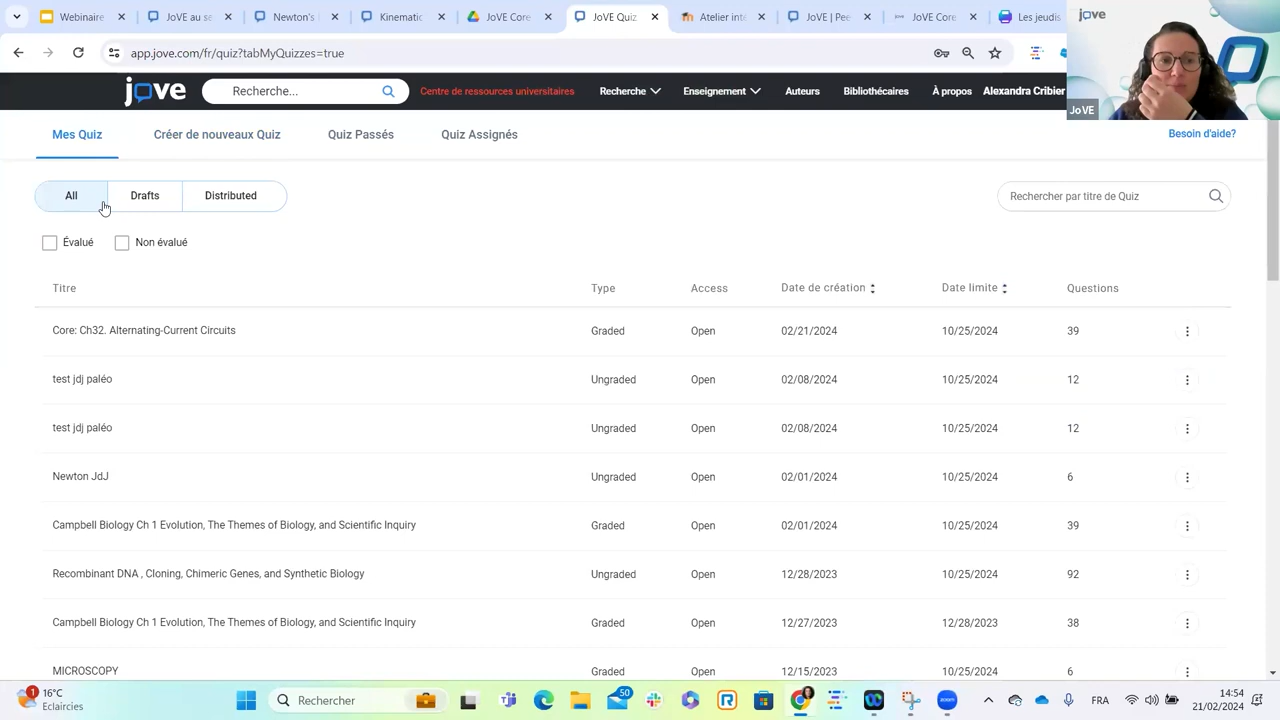 Webinaire
JoVE au se
Newton's
Kinematic
JoVE Core
JoVE Quiz
Atelier int
JoVE | Pee
JoVE Core
Les jeudis
jove
app.jove.com/fr/quiz?tabMyQuizzes=true
jove
Recherche...
Centre de ressources universitaires
Recherche
Enseignement
Auteurs
Bibliothécaires
À propos
Alexandra Cribier
JoVE
Mes Quiz
Créer de nouveaux Quiz
Quiz Passés
Quiz Assignés
Besoin d'aide?
All
Drafts
Distributed
Rechercher par titre de Quiz
Évalué
Non évalué
Titre Type Access Date de création Date limite Questions
Core: Ch32. Alternating-Current Circuits Graded Open 02/21/2024 10/25/2024 39
test jdj paléo Ungraded Open 02/08/2024 10/25/2024 12
test jdj paléo Ungraded Open 02/08/2024 10/25/2024 12
Newton JdJ Ungraded Open 02/01/2024 10/25/2024 6
Campbell Biology Ch 1 Evolution, The Themes of Biology, and Scientific Inquiry Graded Open 02/01/2024 10/25/2024 39
Recombinant DNA , Cloning, Chimeric Genes, and Synthetic Biology Ungraded Open 12/28/2023 10/25/2024 92
Campbell Biology Ch 1 Evolution, The Themes of Biology, and Scientific Inquiry Graded Open 12/27/2023 12/28/2023 38
MICROSCOPY Graded Open 12/15/2023 10/25/2024 6
1
16°C
Eclaircies
Rechercher
50
FRA
14:54
21/02/2024